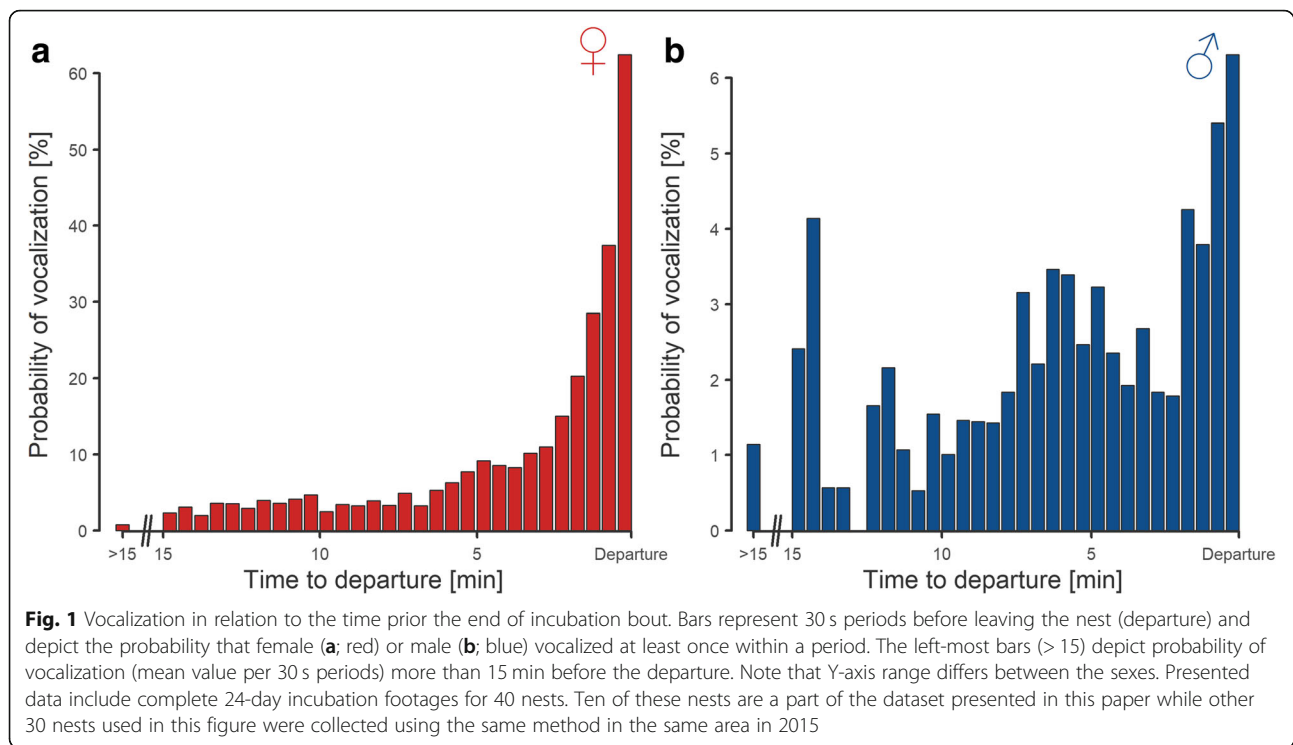 a
♀
60
50
40
30
20
10
0
Probability of vocalization [%]
>15
15
10
5
Departure
Time to departure [min]
b
♂
6
5
4
3
2
1
0
Probability of vocalization [%]
>15
15
10
5
Departure
Time to departure [min]
Fig. 1 Vocalization in relation to the time prior the end of incubation bout. Bars represent 30 s periods before leaving the nest (departure) and
depict the probability that female (a; red) or male (b; blue) vocalized at least once within a period. The left-most bars (> 15) depict probability of
vocalization (mean value per 30 s periods) more than 15 min before the departure. Note that Y-axis range differs between the sexes. Presented
data include complete 24-day incubation footages for 40 nests. Ten of these nests are a part of the dataset presented in this paper while other
30 nests used in this figure were collected using the same method in the same area in 2015